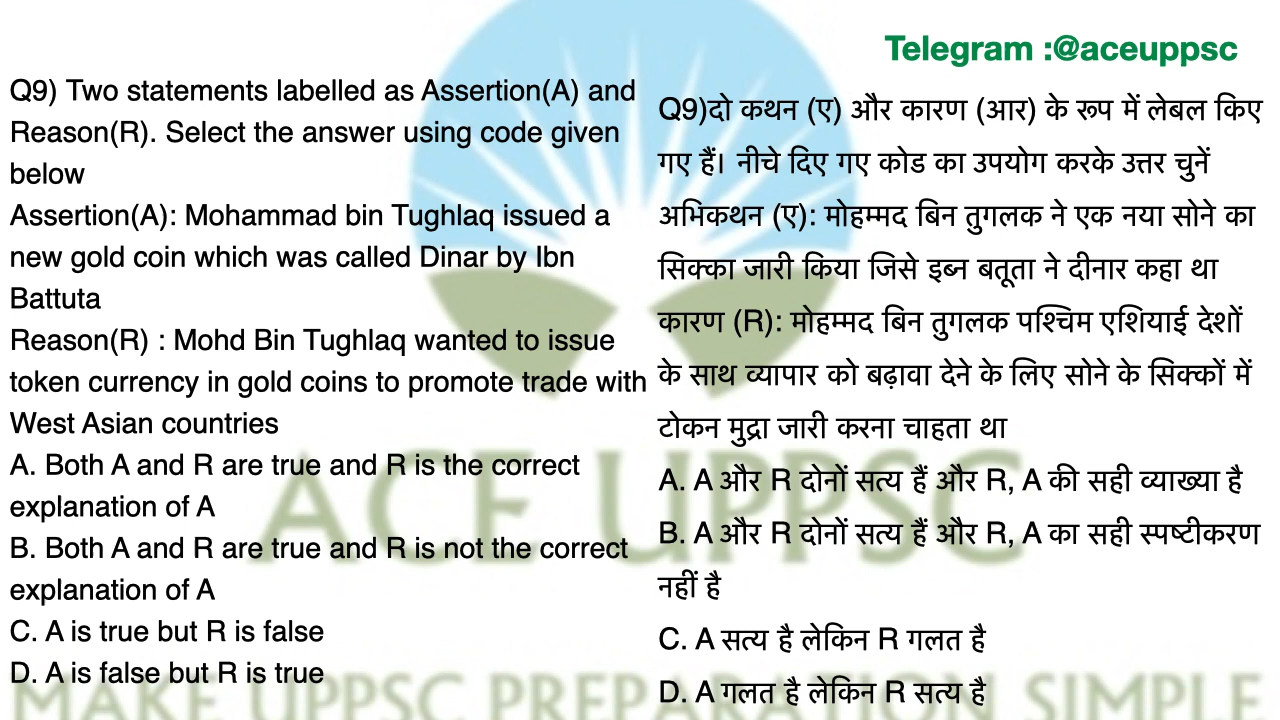 Telegram :@aceuppsc
Q9) Two statements labelled as Assertion(A) and
Reason(R). Select the answer using code given
below
Assertion(A): Mohammad bin Tughlaq issued a
new gold coin which was called Dinar by Ibn
Battuta
Reason(R) : Mohd Bin Tughlaq wanted to issue
token currency in gold coins to promote trade with
West Asian countries
A. Both A and R are true and R is the correct
explanation of A
B. Both A and R are true and R is not the correct
explanation of A
C. A is true but R is false
D. A is false but R is true
Q9)दो कथन (ए) और कारण (आर) के रूप में लेबल किए
गए हैं। नीचे दिए गए कोड का उपयोग करके उत्तर चुनें
अभिकथन (ए): मोहम्मद बिन तुगलक ने एक नया सोने का
सिक्का जारी किया जिसे इब्न बतूता ने दीनार कहा था
कारण (R): मोहम्मद बिन तुगलक पश्चिम एशियाई देशों
के साथ व्यापार को बढ़ावा देने के लिए सोने के सिक्कों में
टोकन मुद्रा जारी करना चाहता था
A. A और R दोनों सत्य हैं और R, A की सही व्याख्या है
B. A और R दोनों सत्य हैं और R, A का सही स्पष्टीकरण
नहीं है
C. A सत्य है लेकिन R गलत है
D. A गलत है लेकिन R सत्य है
ACE UPPSC
MAKE UPPSC PREPARATION SIMPLE